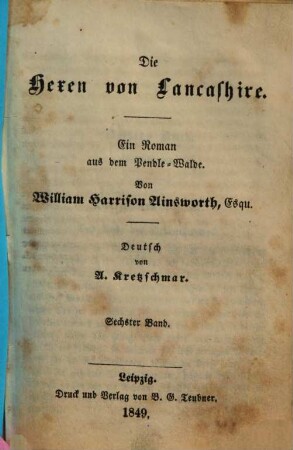 Die
Hexen von Lancashire.
Ein Roman
aus dem Pendle-Walde.
Von
William Harrison Ainsworth, Esqu.
Deutsch
von
A. Kretzschmar.
Sechster Band.
Leipzig.
Druck und Verlag von B. G. Teubner.
1849.